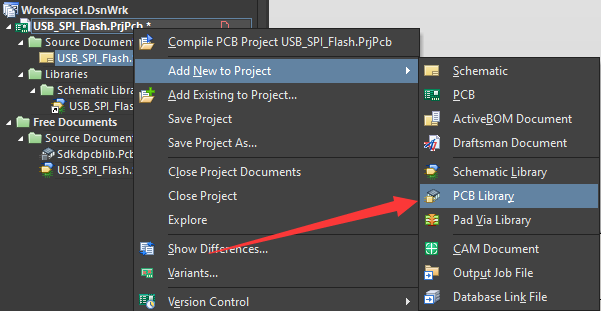 Workspace1.DsnWrk
USB_SPI_Flash.PrjPcb *
Source Documen
USB_SPI_Flash.
Libraries
Schematic Librar
USB_SPI_Flas
Free Documents
Source Documen
Sdkdpcblib.Pcb
USB_SPI_Flash.
Compile PCB Project USB_SPI_Flash.PrjPcb
Add New to Project
Add Existing to Project...
Save Project
Save Project As...
Close Project Documents
Close Project
Explore
Show Differences...
Variants...
Version Control
Schematic
PCB
ActiveBOM Document
Draftsman Document
Schematic Library
PCB Library
Pad Via Library
CAM Document
Output Job File
Database Link File